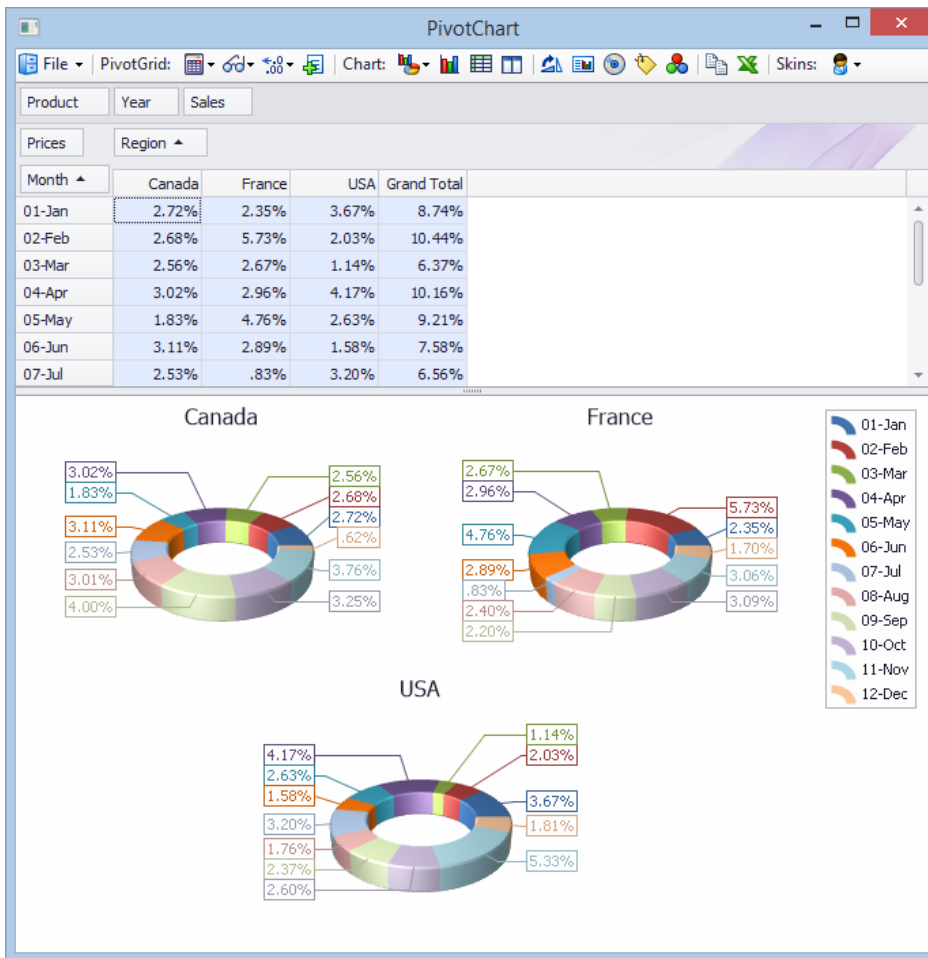 PivotChart
File PivotGrid: Chart: Skins:
Product Year Sales
Prices Region
Month Canada France USA Grand Total
01-Jan 2.72% 2.35% 3.67% 8.74%
02-Feb 2.68% 5.73% 2.03% 10.44%
03-Mar 2.56% 2.67% 1.14% 6.37%
04-Apr 3.02% 2.96% 4.17% 10.16%
05-May 1.83% 4.76% 2.63% 9.21%
06-Jun 3.11% 2.89% 1.58% 7.58%
07-Jul 2.53% .83% 3.20% 6.56%
Canada
3.02%
1.83%
3.11%
2.53%
3.01%
4.00%
2.56%
2.68%
2.72%
.62%
3.76%
3.25%
France
2.67%
2.96%
4.76%
2.89%
.83%
2.40%
2.20%
5.73%
2.35%
1.70%
3.06%
3.09%
01-Jan
02-Feb
03-Mar
04-Apr
05-May
06-Jun
07-Jul
08-Aug
09-Sep
10-Oct
11-Nov
12-Dec
USA
4.17%
2.63%
1.58%
3.20%
1.76%
2.37%
2.60%
1.14%
2.03%
3.67%
1.81%
5.33%